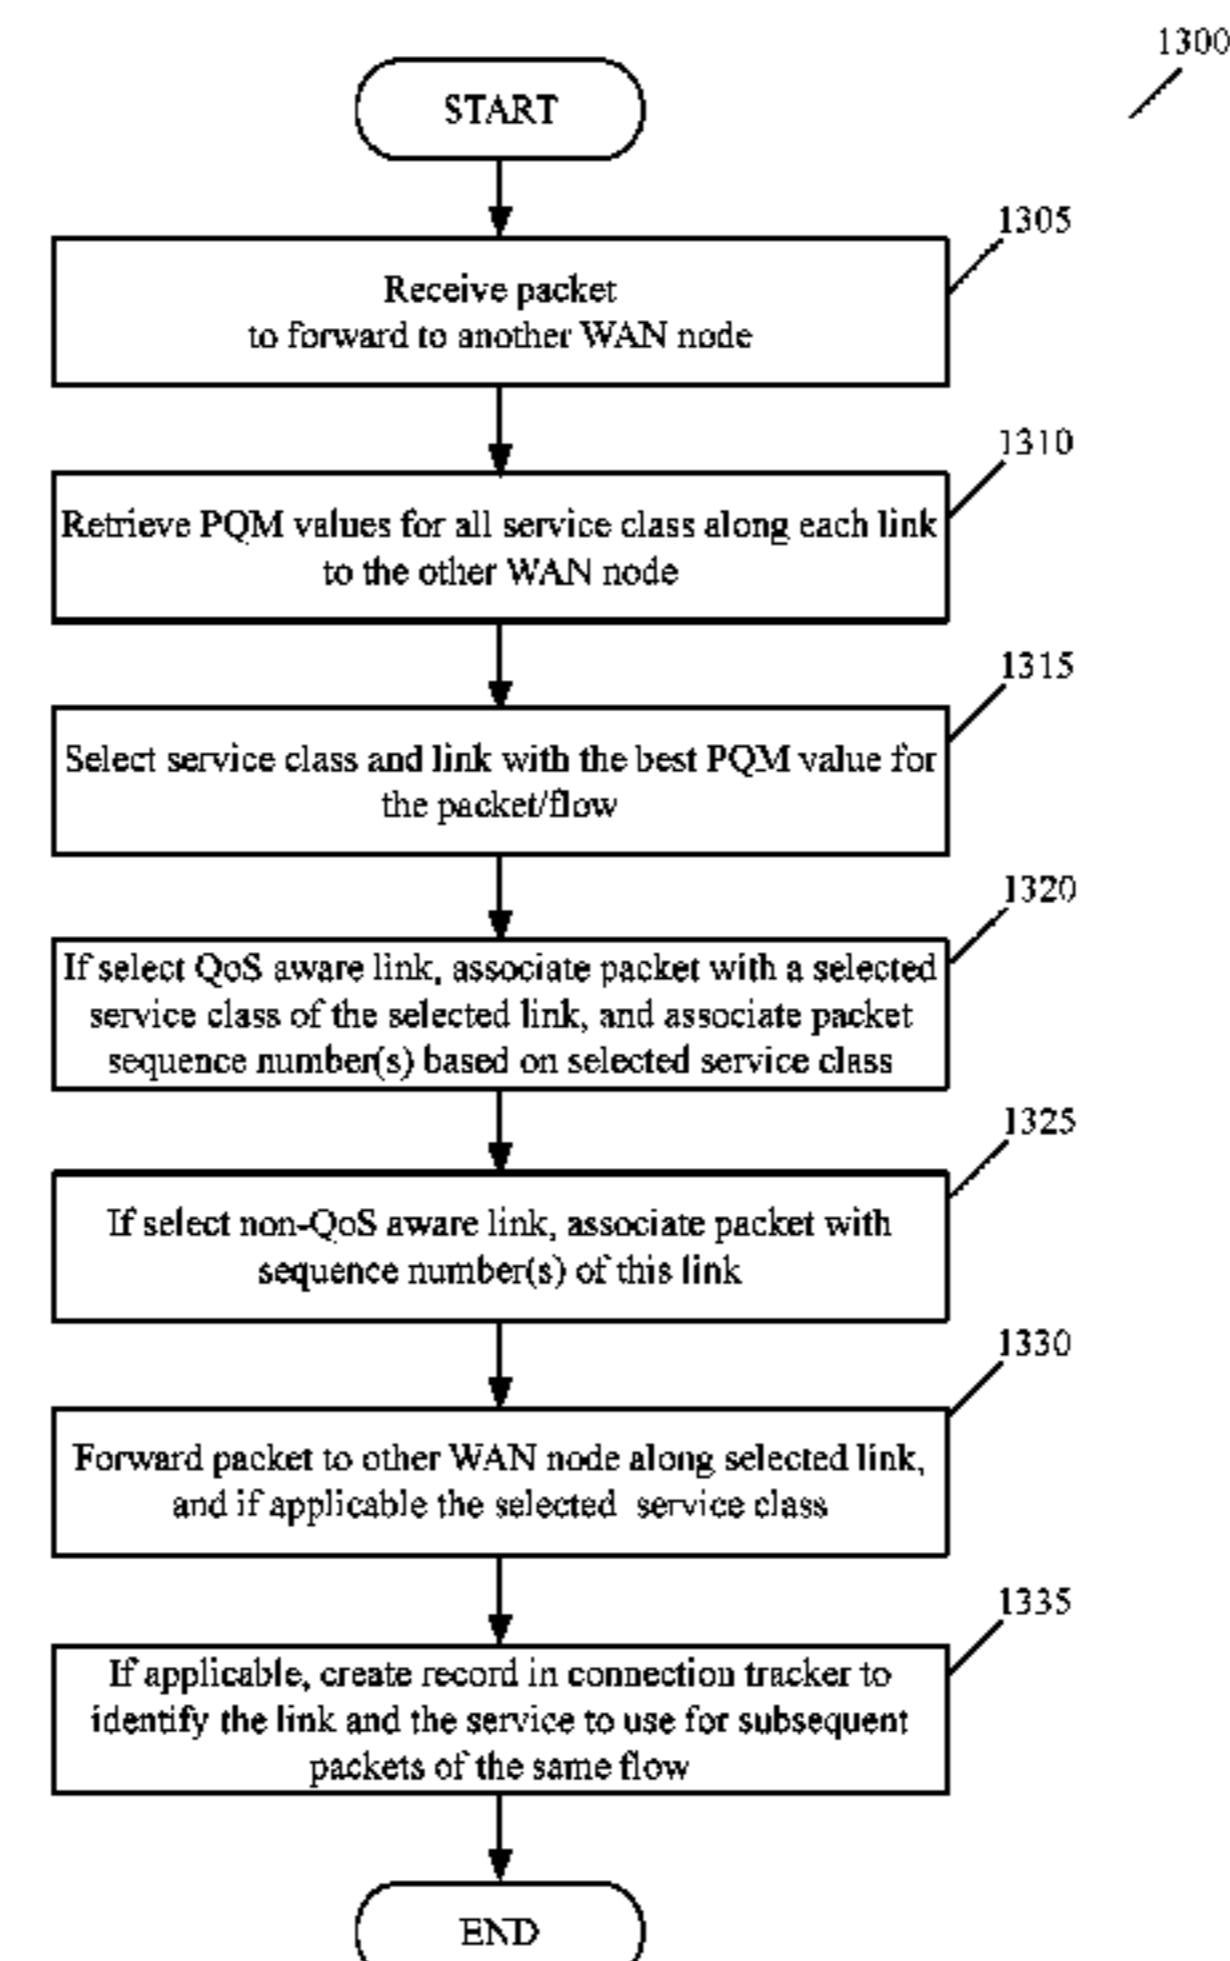 1300
START
1305
Receive packet
to forward to another WAN node
1310
Retrieve PQM values for all service class along each link
to the other WAN node
1315
Select service class and link with the best PQM value for
the packet/flow
1320
If select QoS aware link, associate packet with a selected
service class of the selected link, and associate packet
sequence number(s) based on selected service class
1325
If select non-QoS aware link, associate packet with
sequence number(s) of this link
1330
Forward packet to other WAN node along selected link,
and if applicable the selected service class
1335
If applicable, create record in connection tracker to
identify the link and the service to use for subsequent
packets of the same flow
END